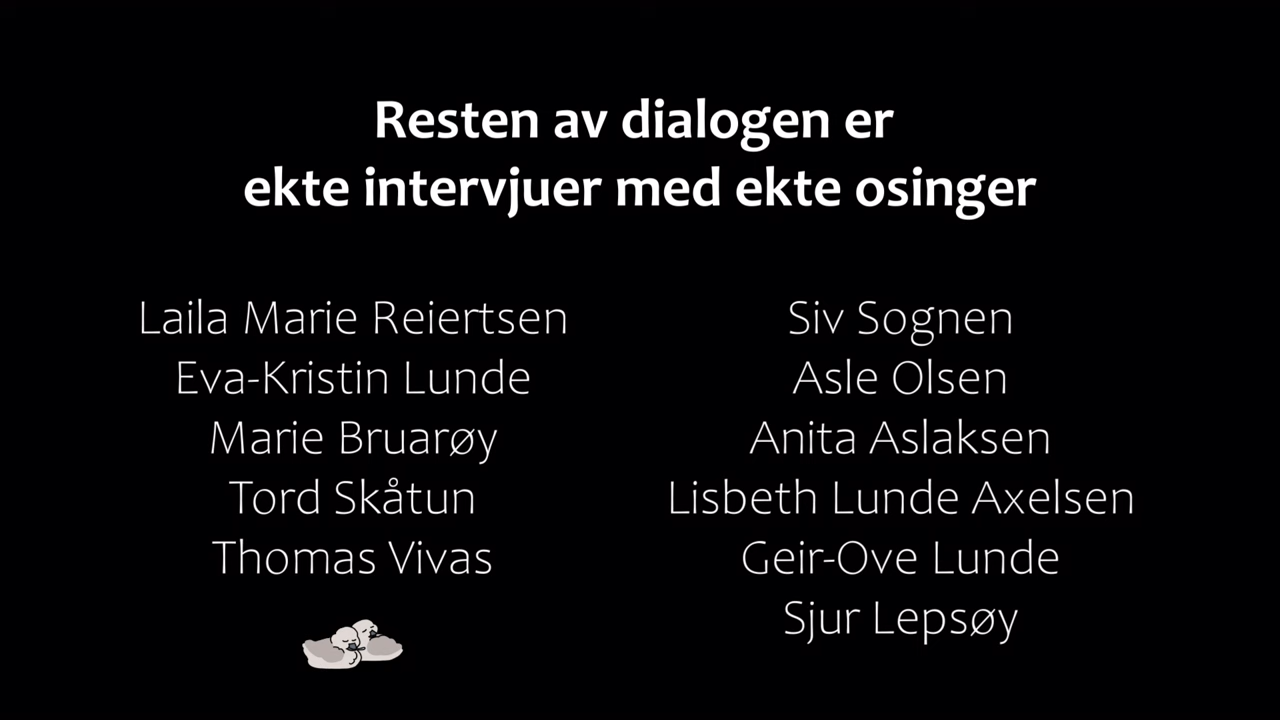 Resten av dialogen er
ekte intervjuer med ekte osinger
Laila Marie Reiertsen
Eva-Kristin Lunde
Marie Bruarøy
Tord Skåtun
Thomas Vivas
Siv Sognen
Asle Olsen
Anita Aslaksen
Lisbeth Lunde Axelsen
Geir-Ove Lunde
Sjur Lepsøy